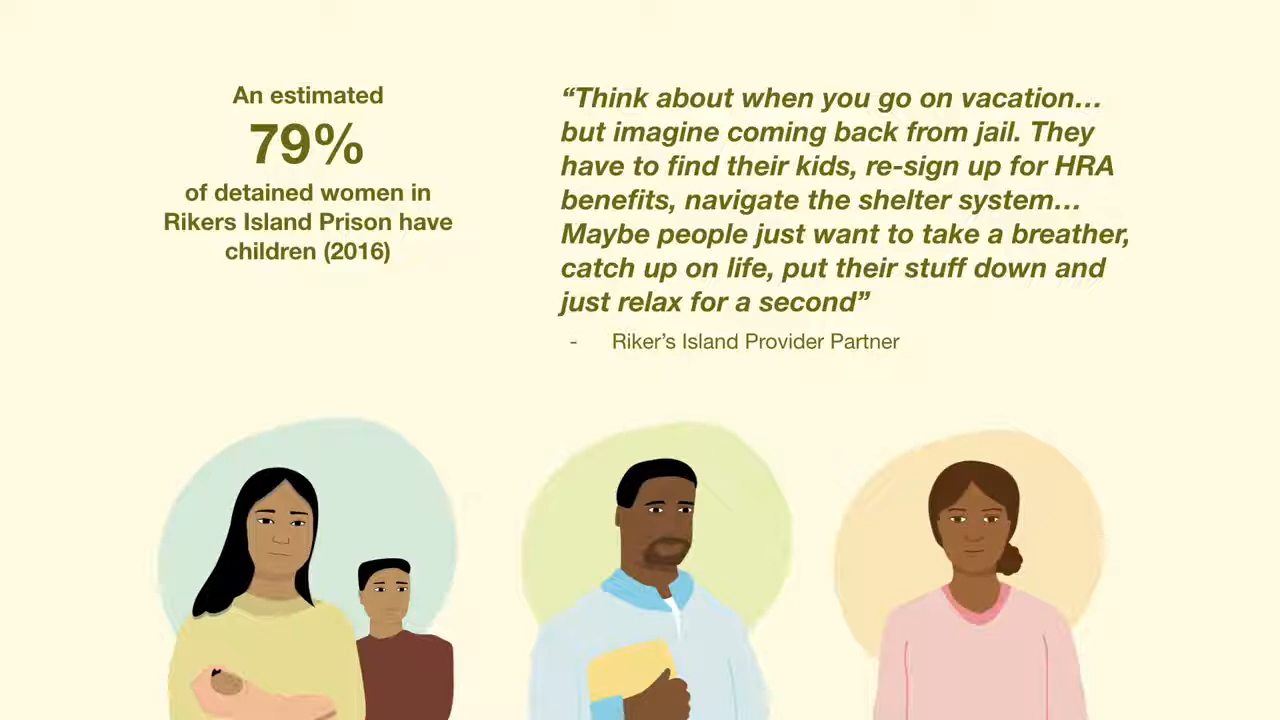 An estimated
79%
of detained women in
Rikers Island Prison have
children (2016)
“Think about when you go on vacation…
but imagine coming back from jail. They
have to find their kids, re-sign up for HRA
benefits, navigate the shelter system…
Maybe people just want to take a breather,
catch up on life, put their stuff down and
just relax for a second”
- Riker’s Island Provider Partner